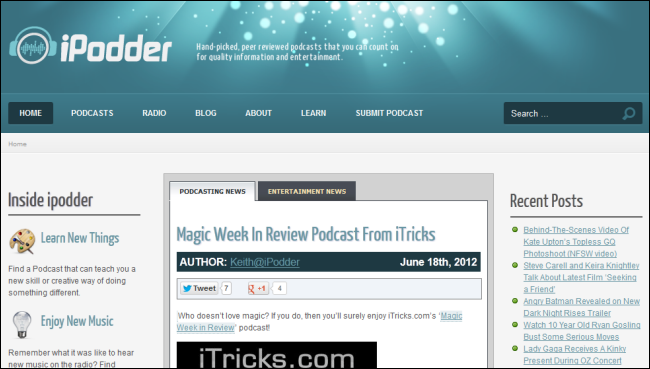 iPodder
Hand-picked, peer reviewed podcasts that you can count on
for quality information and entertainment.
HOME PODCASTS RADIO BLOG ABOUT LEARN SUBMIT PODCAST Search ...
Home
Inside ipodder
Learn New Things
Find a Podcast that can teach you a
new skill or creative way of doing
something different.
Enjoy New Music
Remember what it was like to hear
new music on the radio? Find
PODCASTING NEWS ENTERTAINMENT NEWS
Magic Week In Review Podcast From iTricks
AUTHOR: Keith@iPodder June 18th, 2012
Tweet 7 g +1 4
Who doesn't love magic? If you do, then you'll surely enjoy iTricks.com's 'Magic
Week in Review' podcast!
iTricks.com
Recent Posts
Behind-The-Scenes Video Of
Kate Upton's Topless GQ
Photoshoot (NFSW video)
Steve Carell and Keira Knightley
Talk About Latest Film 'Seeking
a Friend'
Angry Batman Revealed on New
Dark Night Rises Trailer
Watch 10 Year Old Ryan Gosling
Bust Some Serious Moves
Lady Gaga Receives A Kinky
Present During OZ Concert